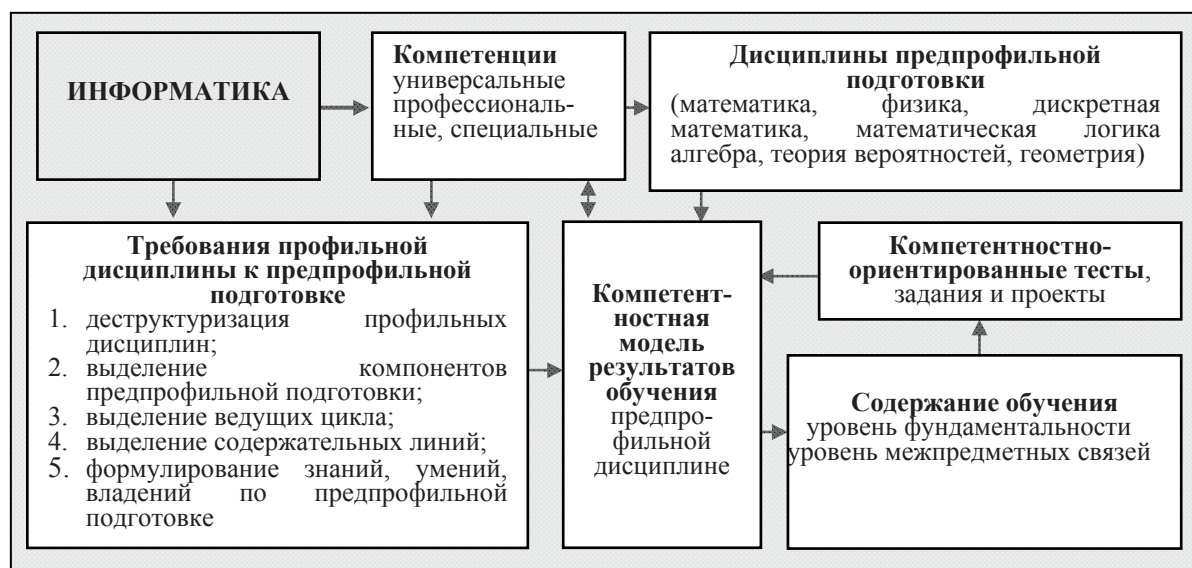 ИНФОРМАТИКА
Компетенции
универсальные
профессиональ-
ные, специальные
Дисциплины предпрофильной
подготовки
(математика, физика, дискретная
математика, математическая логика
алгебра, теория вероятностей, геометрия)
Требования профильной
дисциплины к предпрофильной
подготовке
1. деструктуризация профильных
дисциплин;
2. выделение компонентов
предпрофильной подготовки;
3. выделение ведущих цикла;
4. выделение содержательных линий;
5. формулирование знаний, умений,
владений по предпрофильной
подготовке
Компетент-
ностная
модель
результатов
обучения
предпро-
фильной
дисциплине
Компетентностно-
ориентированные тесты,
задания и проекты
Содержание обучения
уровень фундаментальности
уровень межпредметных связей